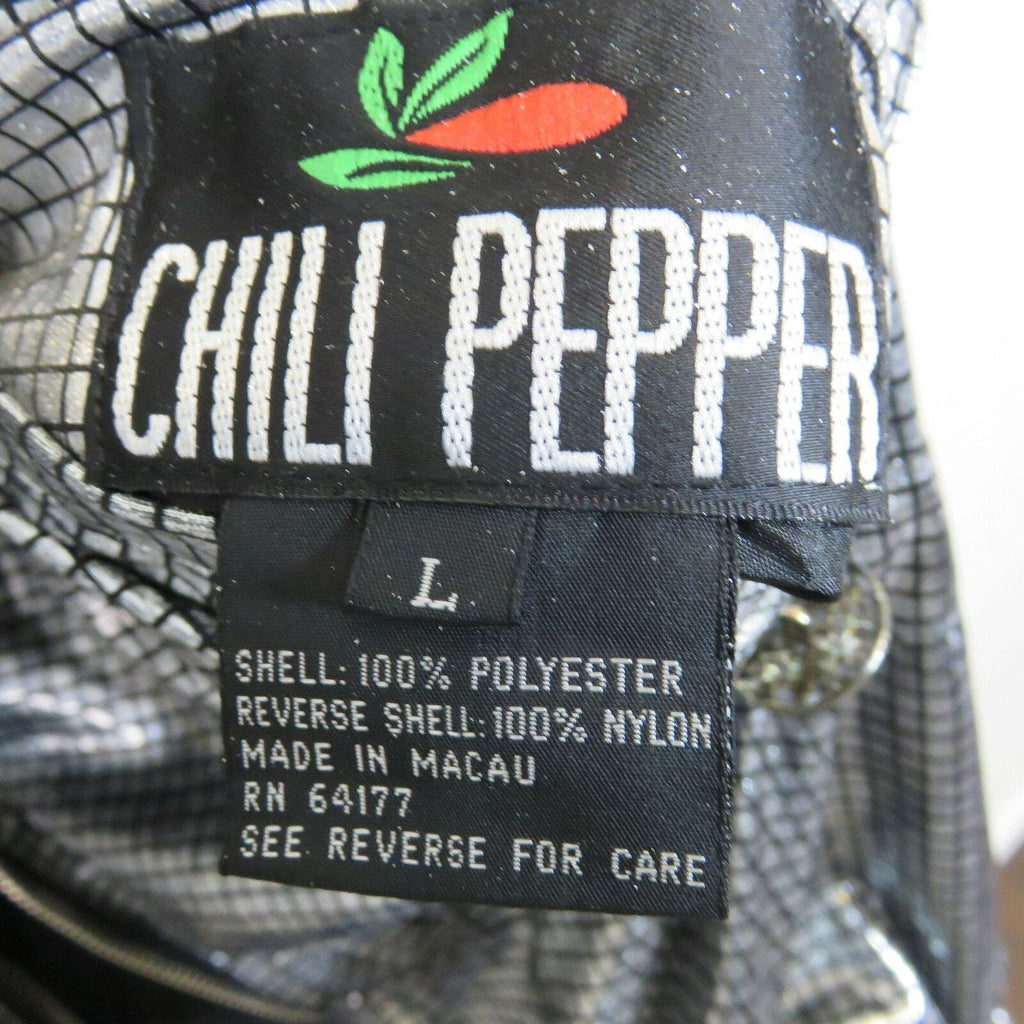 CHILI PEPPER
L
SHELL: 100% POLYESTER
REVERSE SHELL: 100% NYLON
MADE IN MACAU
RN 64177
SEE REVERSE FOR CARE